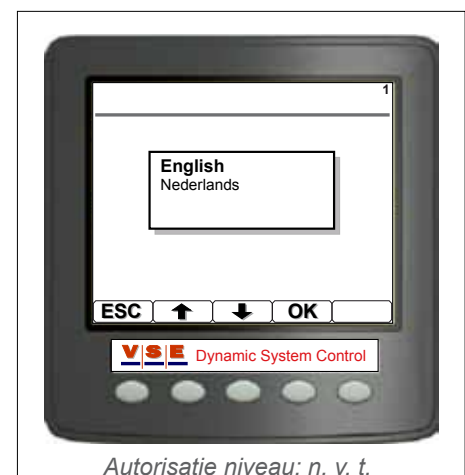 1
English
Nederlands
ESC OK
VSE Dynamic System Control
Autorisatie niveau: n. v. t.